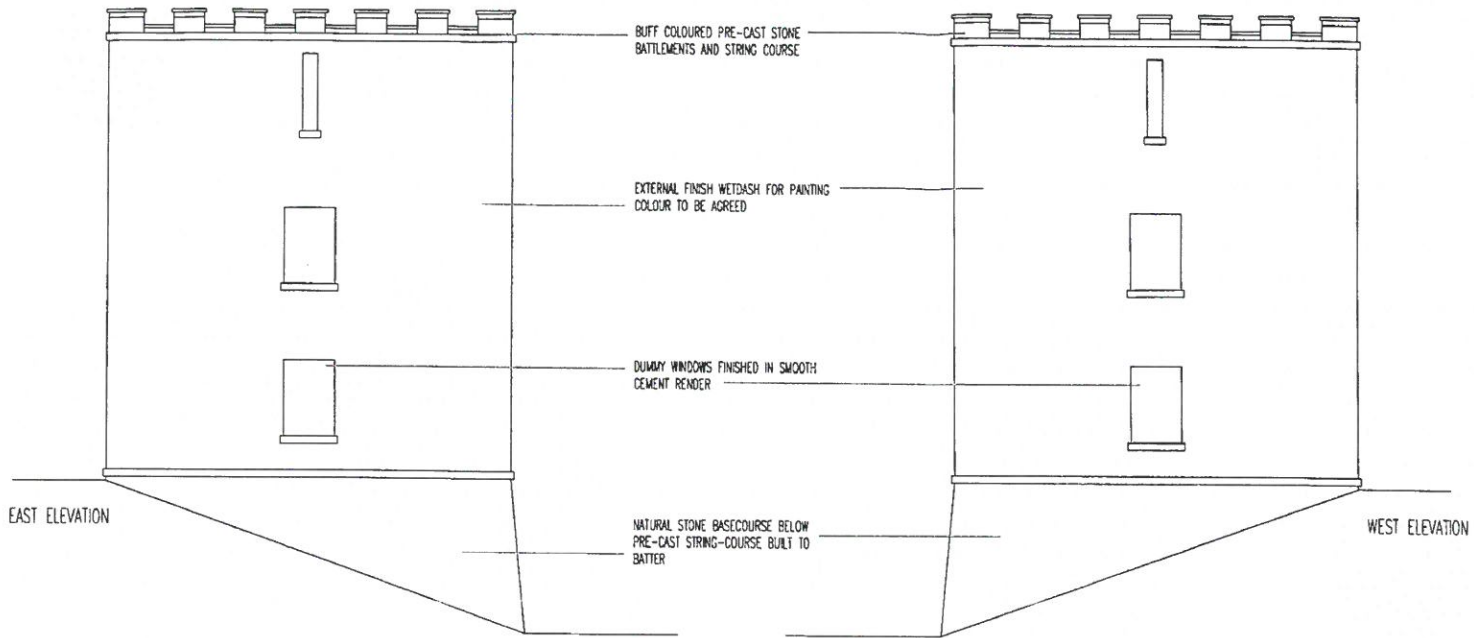 BUFF COLOURED PRE-CAST STONE
BATTLEMENTS AND STRING COURSE
EXTERNAL FINISH WETDASH FOR PAINTING
COLOUR TO BE AGREED
DUMMY WINDOWS FINISHED IN SMOOTH
CEMENT RENDER
EAST ELEVATION
NATURAL STONE BASECOURSE BELOW
PRE-CAST STRING-COURSE BUILT TO
BATTER
WEST ELEVATION